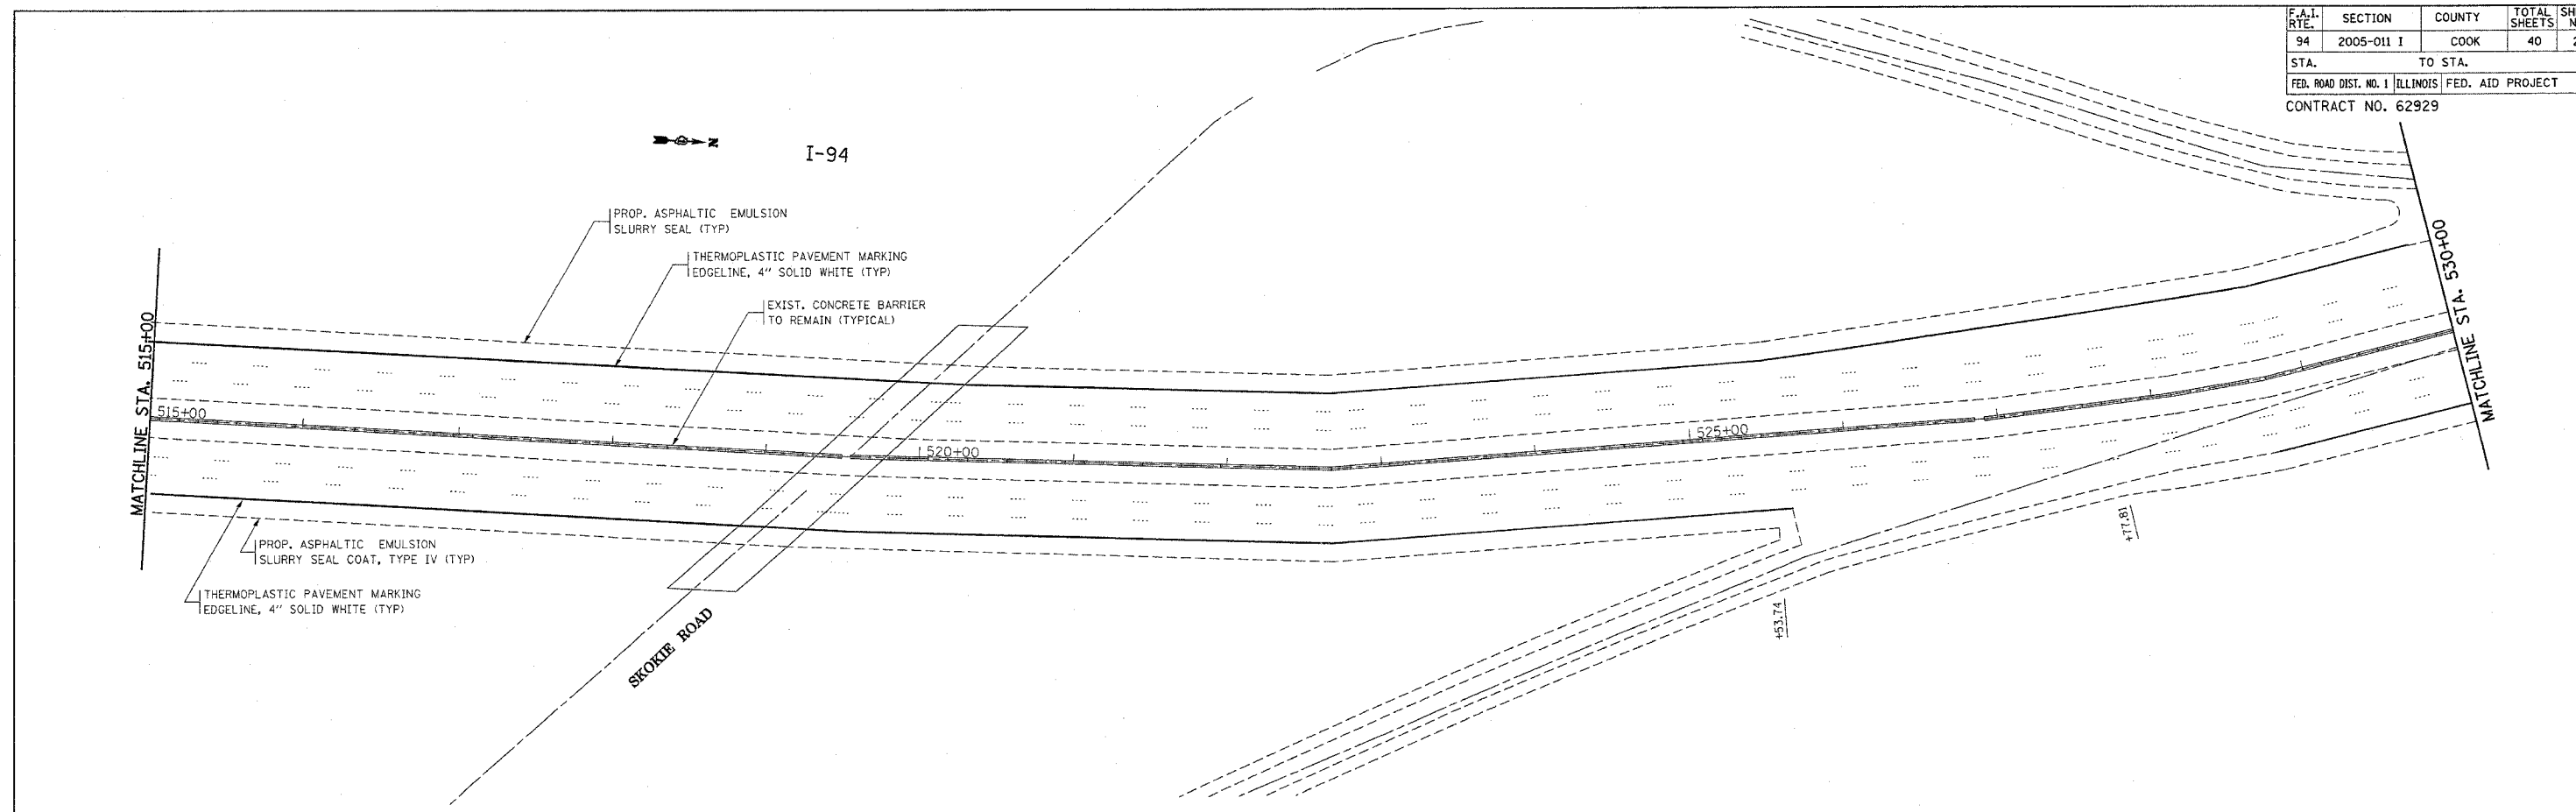 F.A.I. RTE. SECTION COUNTY TOTAL SHEETS
94 2005-011 I COOK 40
STA. TO STA.
FED. ROAD DIST. NO. 1 ILLINOIS FED. AID PROJECT
CONTRACT NO. 62929
N
I-94
PROP. ASPHALTIC EMULSION
SLURRY SEAL (TYP)
THERMOPLASTIC PAVEMENT MARKING
EDGELINE, 4" SOLID WHITE (TYP)
EXIST. CONCRETE BARRIER
TO REMAIN (TYPICAL)
MATCHLINE STA. 515+00
515+00
520+00
525+00
MATCHLINE STA. 530+00
PROP. ASPHALTIC EMULSION
SLURRY SEAL COAT, TYPE IV (TYP)
THERMOPLASTIC PAVEMENT MARKING
EDGELINE, 4" SOLID WHITE (TYP)
SKOKIE ROAD
+53.74
+77.81